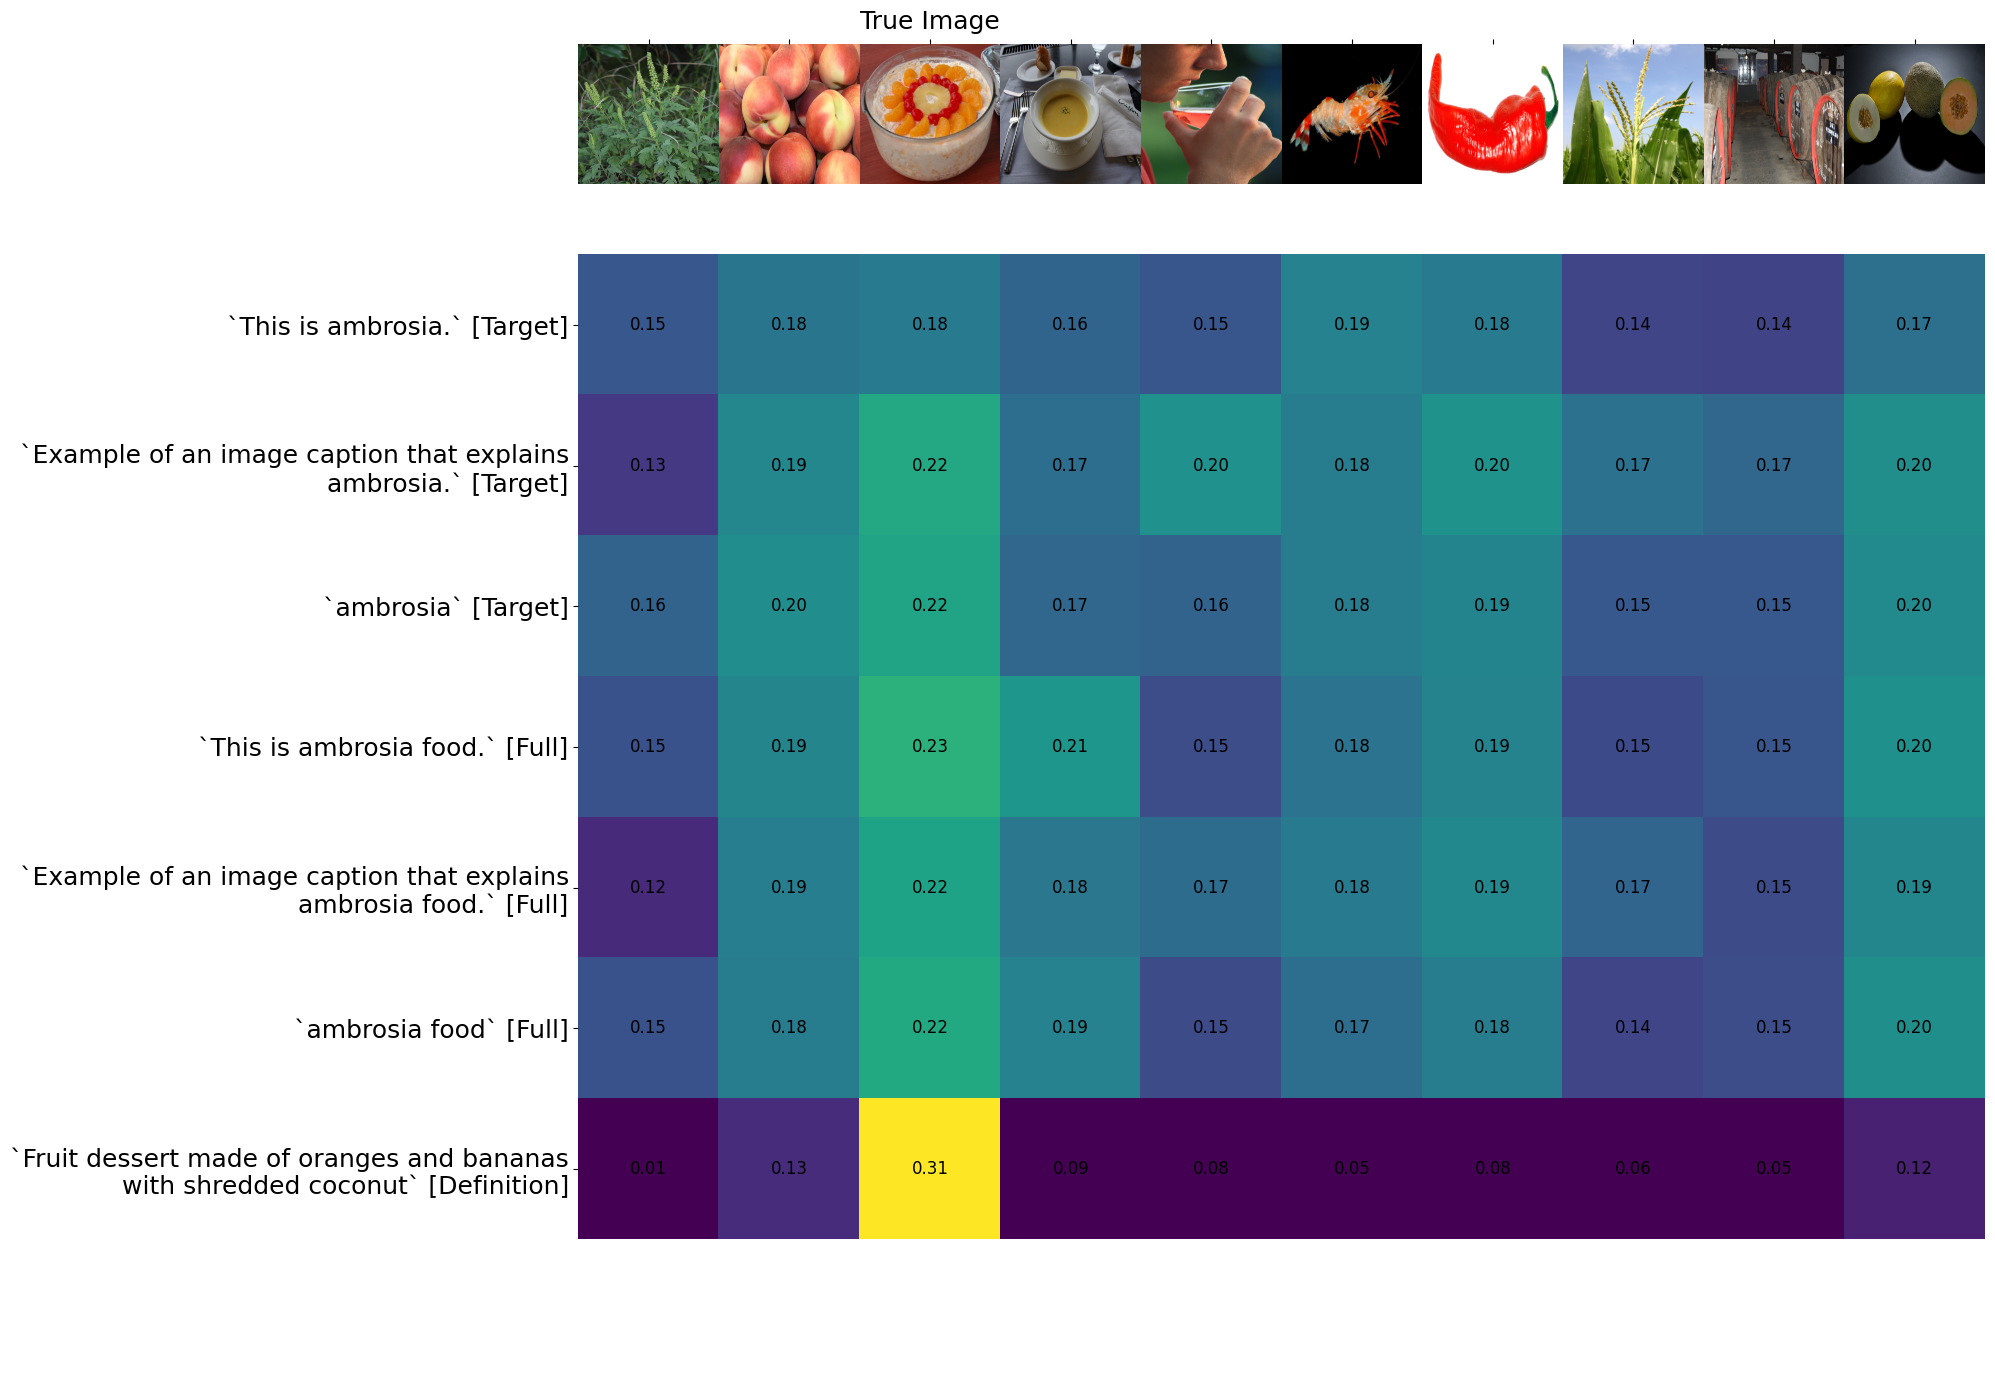 True Image
`This is ambrosia.` [Target]
0.15 0.18 0.18 0.16 0.15 0.19 0.18 0.14 0.14 0.17
`Example of an image caption that explains
ambrosia.` [Target]
0.13 0.19 0.22 0.17 0.20 0.18 0.20 0.17 0.17 0.20
`ambrosia` [Target]
0.16 0.20 0.22 0.17 0.16 0.18 0.19 0.15 0.15 0.20
`This is ambrosia food.` [Full]
0.15 0.19 0.23 0.21 0.15 0.18 0.19 0.15 0.15 0.20
`Example of an image caption that explains
ambrosia food.` [Full]
0.12 0.19 0.22 0.18 0.17 0.18 0.19 0.17 0.15 0.19
`ambrosia food` [Full]
0.15 0.18 0.22 0.19 0.15 0.17 0.18 0.14 0.15 0.20
`Fruit dessert made of oranges and bananas
with shredded coconut` [Definition]
0.01 0.13 0.31 0.09 0.08 0.05 0.08 0.06 0.05 0.12